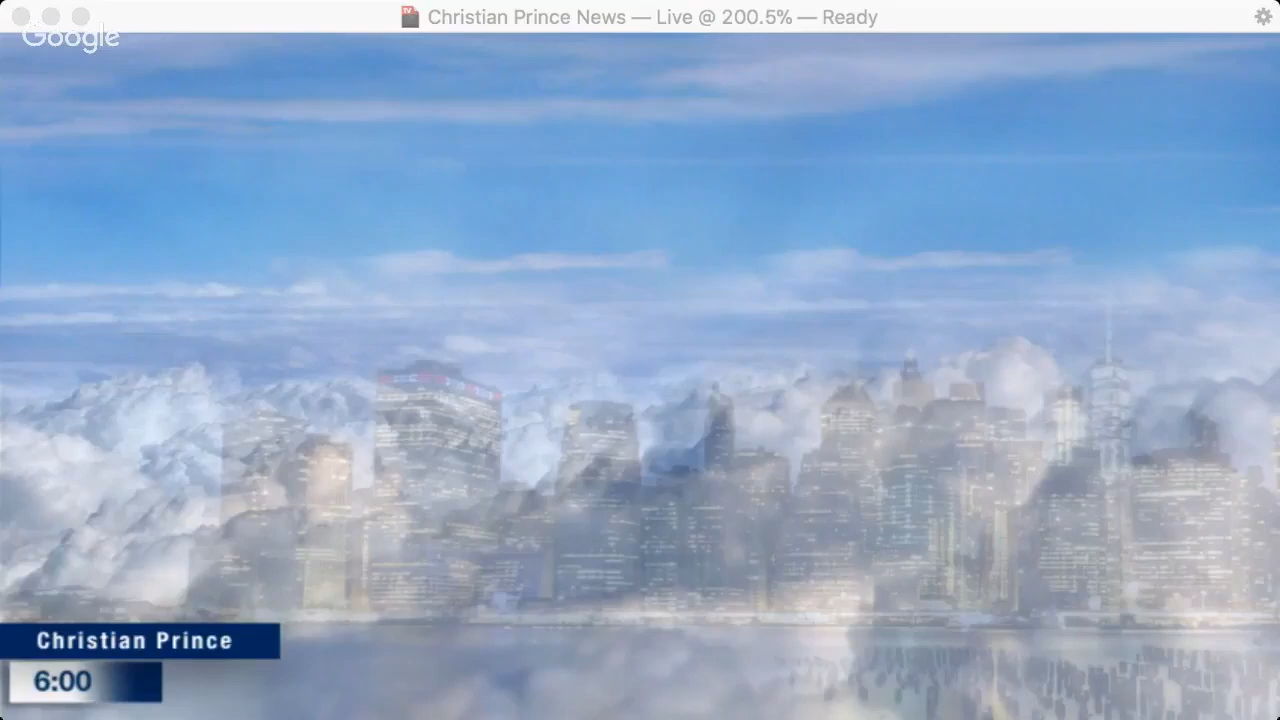 Christian Prince News — Live @ 200.5% — Ready
Google
Christian Prince
6:00